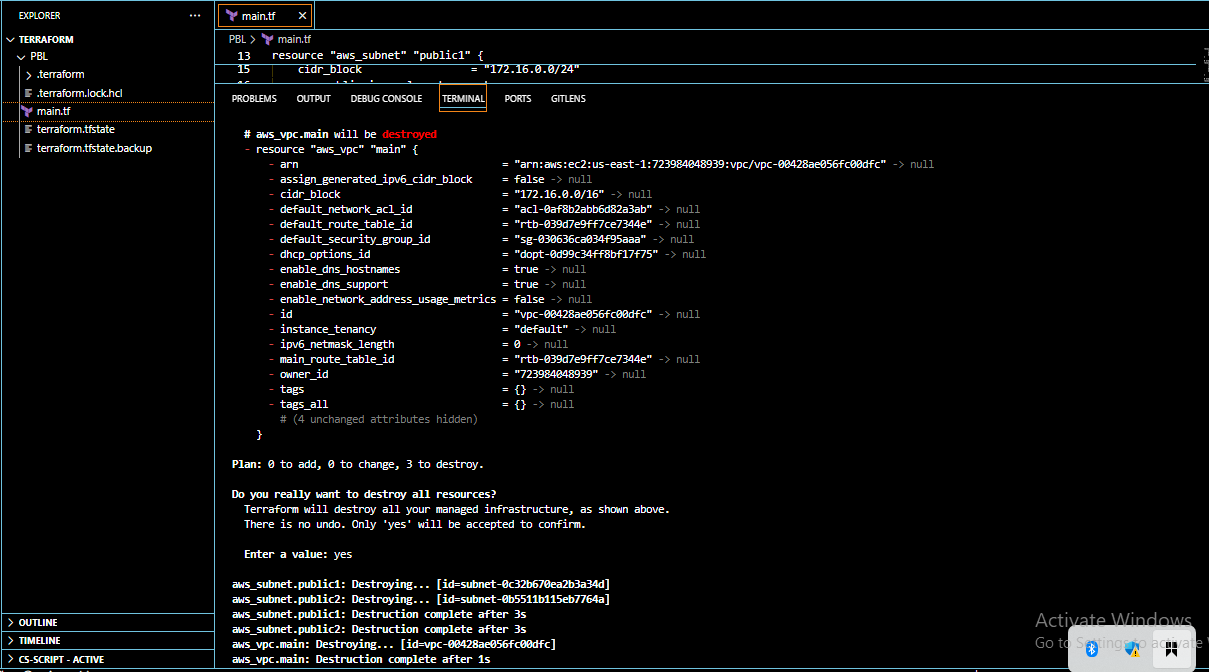 EXPLORER
...
main.tf
TERRAFORM
PBL
.terraform
.terraform.lock.hcl
main.tf
terraform.tfstate
terraform.tfstate.backup
OUTLINE
TIMELINE
CS-SCRIPT - ACTIVE
PBL > main.tf
13 resource "aws_subnet" "public1" {
15 cidr_block = "172.16.0.0/24"
PROBLEMS OUTPUT DEBUG CONSOLE TERMINAL PORTS GITLENS
# aws_vpc.main will be destroyed
- resource "aws_vpc" "main" {
- arn = "arn:aws:ec2:us-east-1:723984048939:vpc/vpc-00428ae056fc00dfc" -> null
- assign_generated_ipv6_cidr_block = false -> null
- cidr_block = "172.16.0.0/16" -> null
- default_network_acl_id = "acl-0af8b2abb6d82a3ab" -> null
- default_route_table_id = "rtb-039d7e9ff7ce7344e" -> null
- default_security_group_id = "sg-030636ca034f95aaa" -> null
- dhcp_options_id = "dopt-0d99c34ff8bf17f75" -> null
- enable_dns_hostnames = true -> null
- enable_dns_support = true -> null
- enable_network_address_usage_metrics = false -> null
- id = "vpc-00428ae056fc00dfc" -> null
- instance_tenancy = "default" -> null
- ipv6_netmask_length = 0 -> null
- main_route_table_id = "rtb-039d7e9ff7ce7344e" -> null
- owner_id = "723984048939" -> null
- tags = {} -> null
- tags_all = {} -> null
# (4 unchanged attributes hidden)
}
Plan: 0 to add, 0 to change, 3 to destroy.
Do you really want to destroy all resources?
Terraform will destroy all your managed infrastructure, as shown above.
There is no undo. Only 'yes' will be accepted to confirm.
Enter a value: yes
aws_subnet.public1: Destroying... [id=subnet-0c32b670ea2b3a34d]
aws_subnet.public2: Destroying... [id=subnet-0b5511b115eb7764a]
aws_subnet.public1: Destruction complete after 3s
aws_subnet.public2: Destruction complete after 3s
aws_vpc.main: Destroying... [id=vpc-00428ae056fc00dfc]
aws_vpc.main: Destruction complete after 1s
Activate Windows
Go to Settings to activate